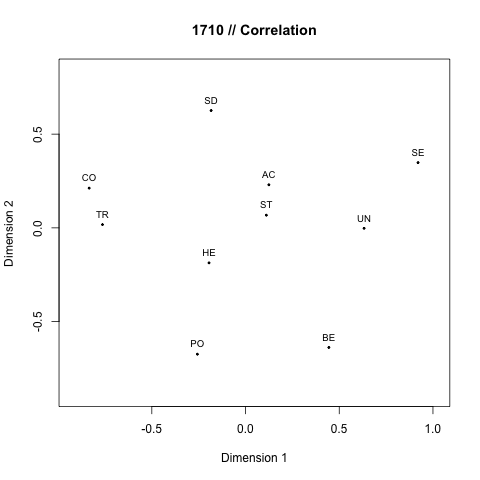 1710 // Correlation
SD
SE
CO
AC
TR
ST
UN
HE
PO
BE
Dimension 2
0.5
0.0
-0.5
-0.5 0.0 0.5 1.0
Dimension 1